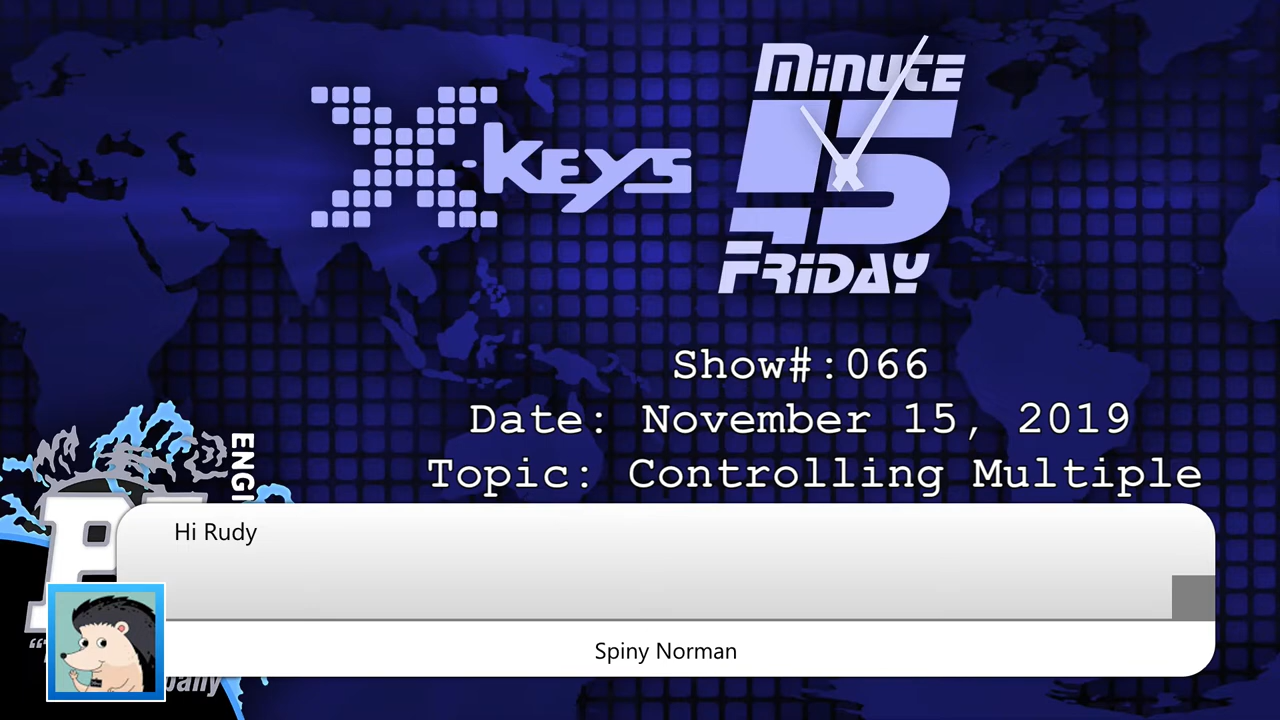 X-KEYS
MINUTE
15
FRIDAY
Show#:066
Date: November 15, 2019
Topic: Controlling Multiple
Hi Rudy
Spiny Norman